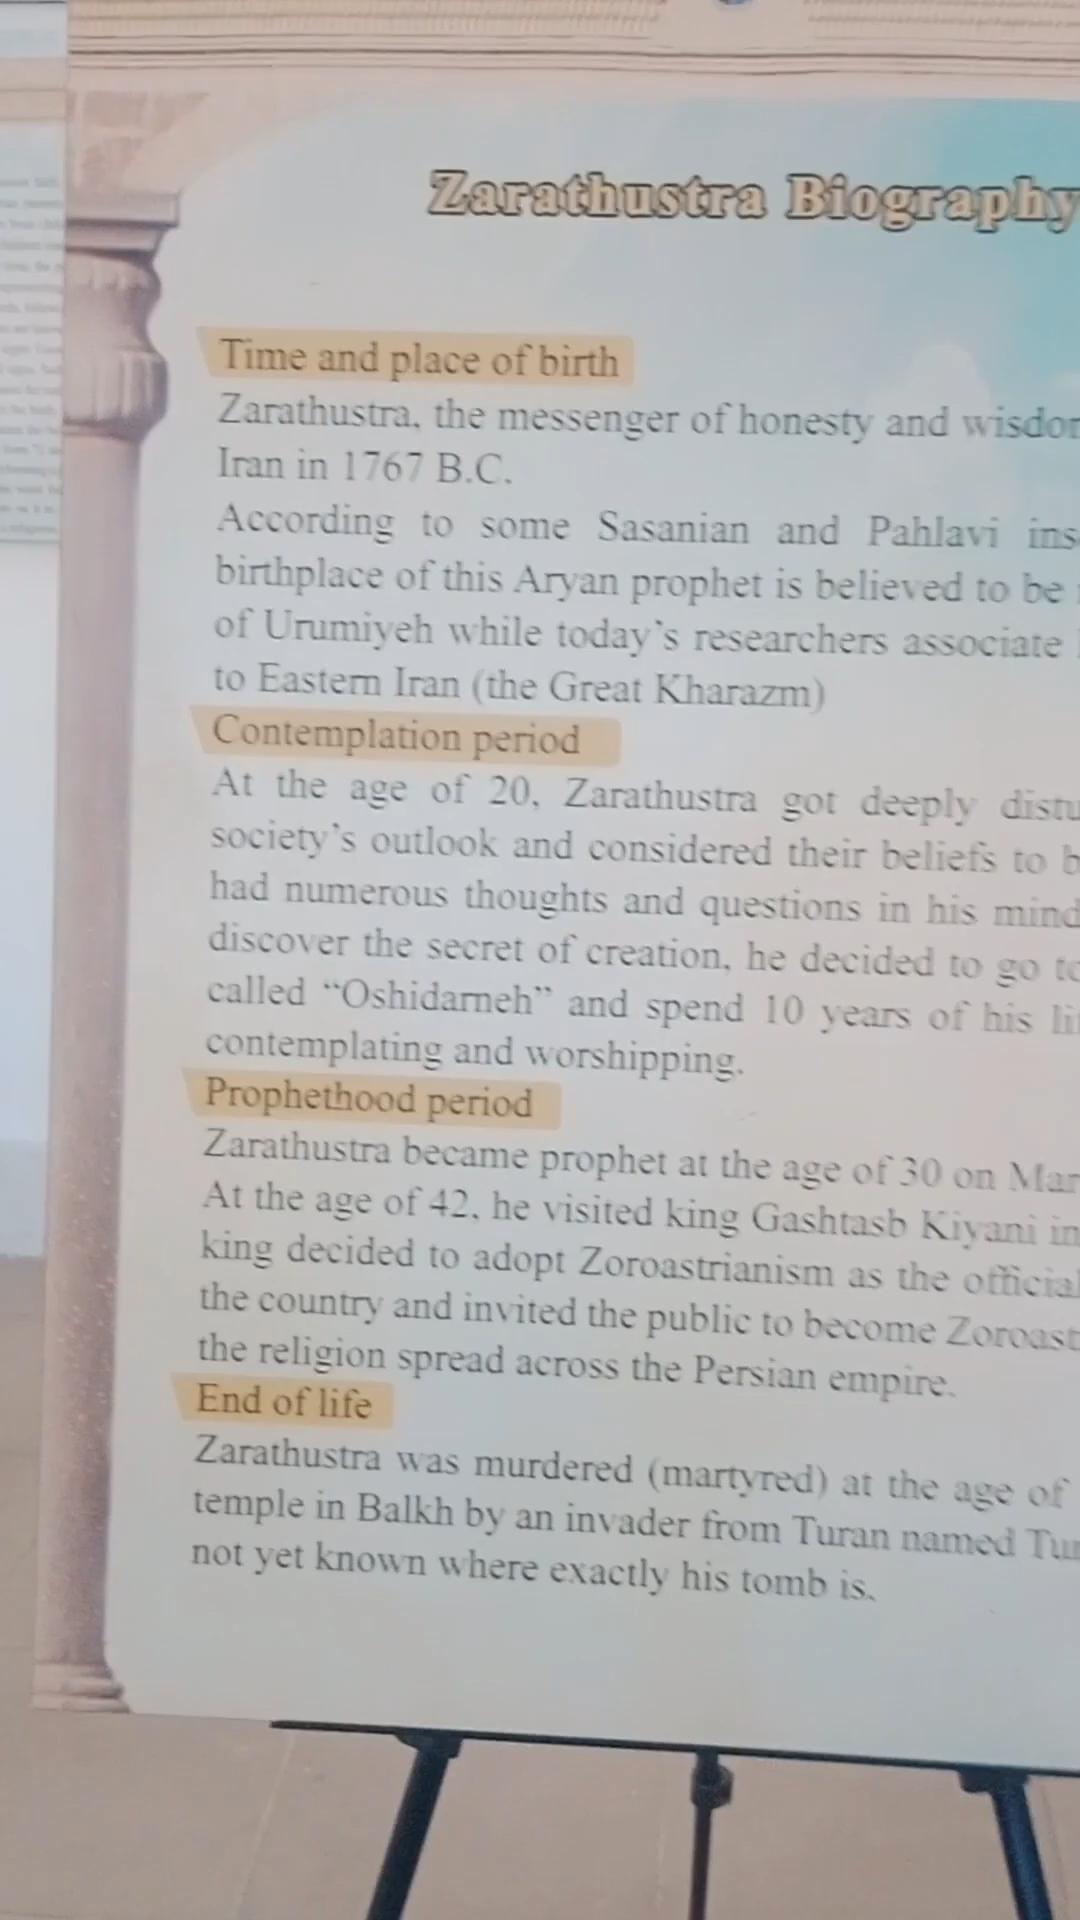 Zarathustra Biography
Time and place of birth
Zarathustra, the messenger of honesty and
Iran in 1767 B.C.
According to some Sasanian and Pahlavi
birthplace of this Aryan prophet is believed to be
of Urumiyeh while today's researchers associate
to Eastern Iran (the Great Kharazm)
Contemplation period
At the age of 20, Zarathustra got deeply
society's outlook and considered their beliefs to
had numerous thoughts and questions in his mind
discover the secret of creation, he decided to go
called “Oshidarneh” and spend 10 years of his
contemplating and worshipping.
Prophethood period
Zarathustra became prophet at the age of 30 on
At the age of 42, he visited king Gashtasb Kiyani in
king decided to adopt Zoroastrianism as the official
the country and invited the public to become
the religion spread across the Persian empire.
End of life
Zarathustra was murdered (martyred) at the age of
temple in Balkh by an invader from Turan named
not yet known where exactly his tomb is.